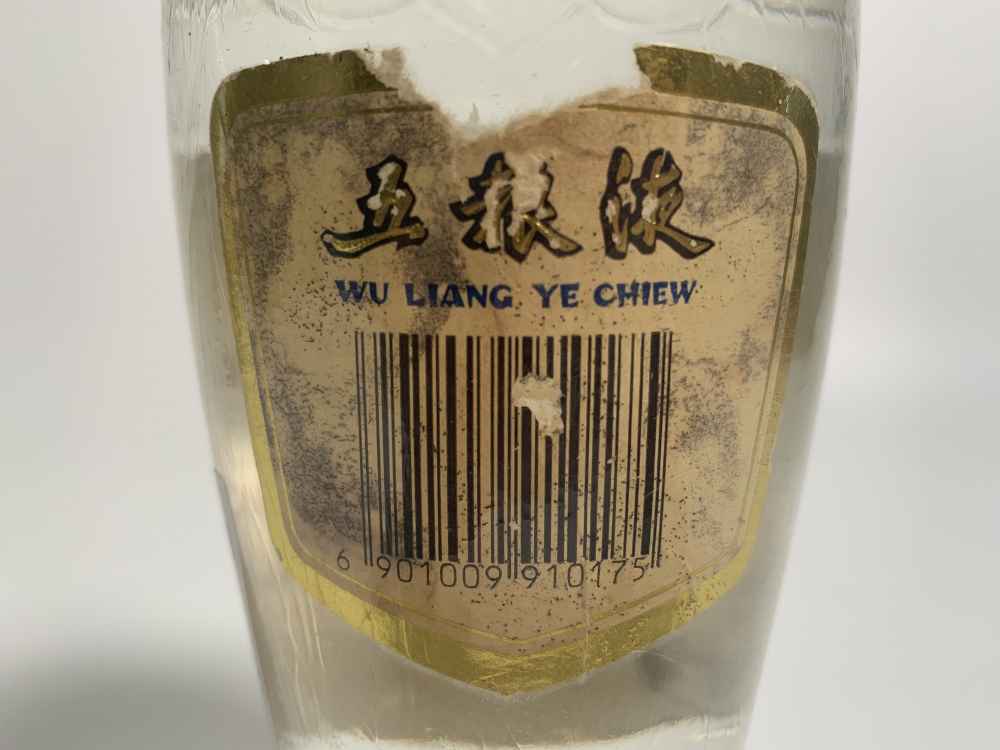 五粮液
WU LIANG YE CHIEW
6 901009 910175